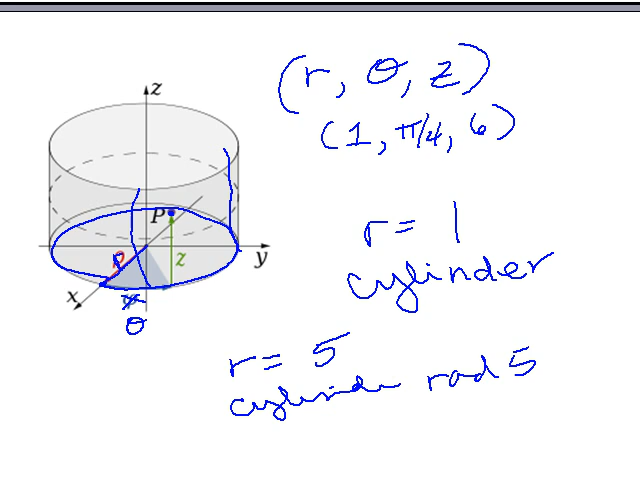 (r, θ, z)
(1, π/4, 6)
z
P
r = 1
z
y
cylinder
x
θ
r = 5
cylinder rad 5